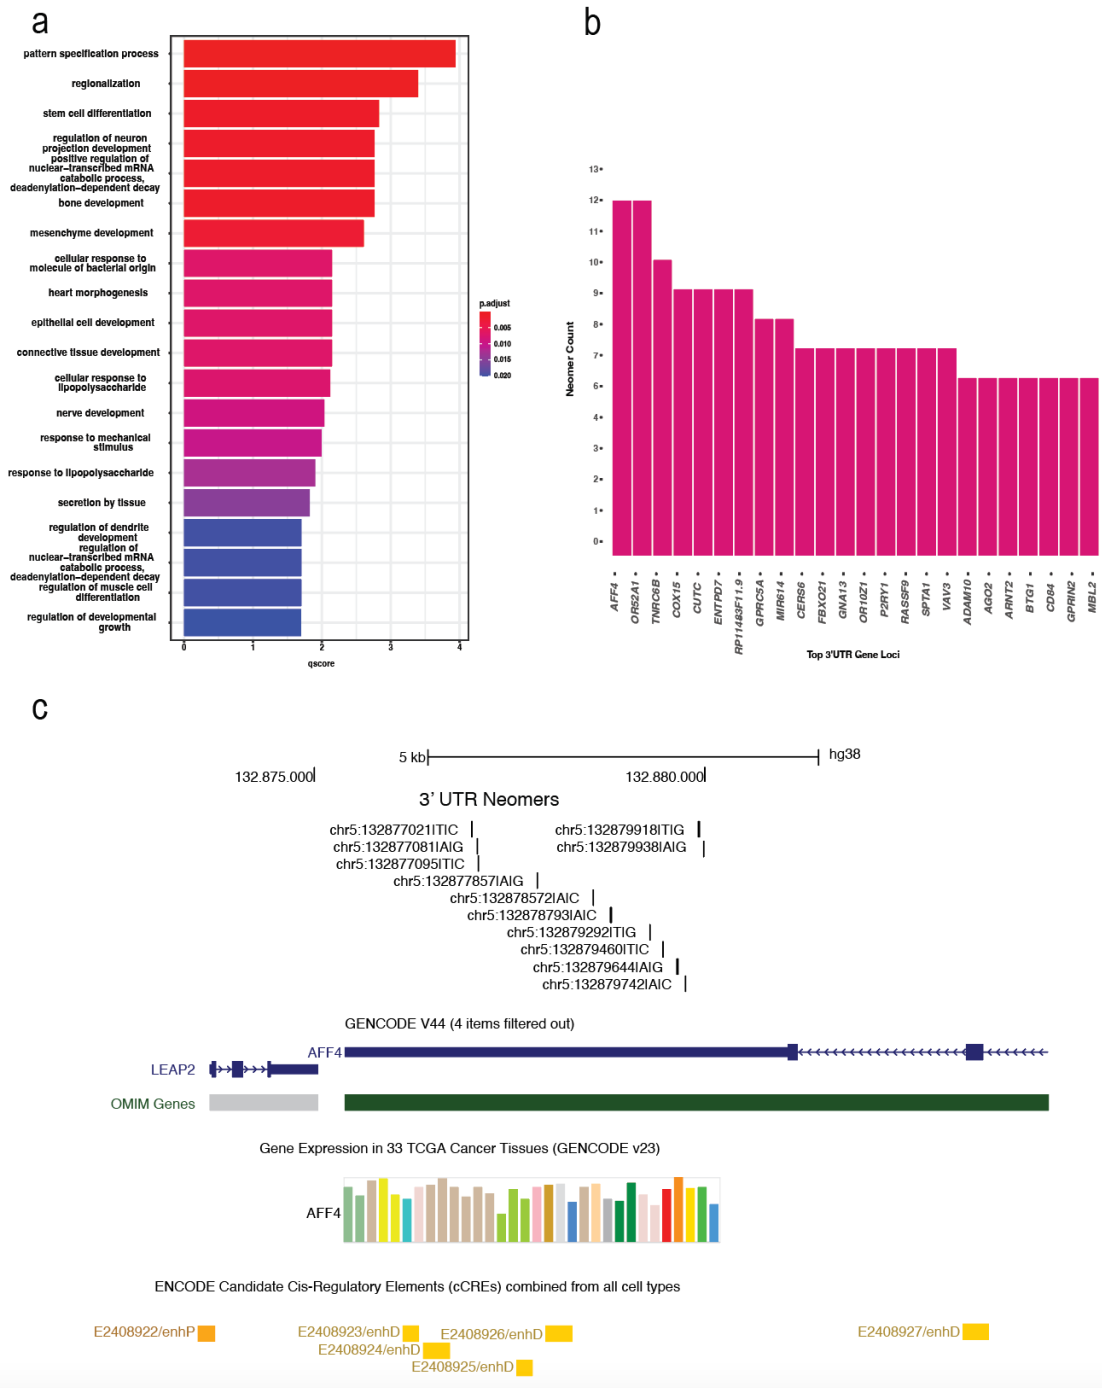 a
pattern specification process
regionalization
stem cell differentiation
regulation of neuron
projection development
positive regulation of
nuclear-transcribed mRNA
catabolic process,
deadenylation-dependent decay
bone development
mesenchyme development
cellular response to
molecule of bacterial origin
heart morphogenesis
epithelial cell development
connective tissue development
cellular response to
lipopolysaccharide
nerve development
response to mechanical
stimulus
response to lipopolysaccharide
secretion by tissue
regulation of dendrite
development
regulation of
nuclear-transcribed mRNA
catabolic process,
deadenylation-dependent decay
regulation of muscle cell
differentiation
regulation of developmental
growth
0 1 2 3 4
qscore
p.adjust
0.005
0.010
0.015
0.020
b
13
12
11
10
9
8
7
6
4
3
2
1
0
Neomer Count
AFF4
OR52A1
TNRC6B
COX15
CUTC
ENTPD7
RP11483F11.9
GPRC5A
MIR614
CERS6
FBXO21
GNA13
OR10Z1
P2RY1
RASSF9
SPTA1
VAV3
ADAM10
AGO2
ARNT2
BTG1
CD84
GPRIN2
MBL2
Top 3'UTR Gene Loci
c
5 kb hg38
132.875.000 132.880.000
3' UTR Neomers
chr5:132877021|T|C chr5:132879918|T|G
chr5:132877081|A|G chr5:132879938|A|G
chr5:132877095|T|C
chr5:132877857|A|G
chr5:132878572|A|C
chr5:132878793|A|C
chr5:132879292|T|G
chr5:132879460|T|C
chr5:132879644|A|G
chr5:132879742|A|C
GENCODE V44 (4 items filtered out)
AFF4
LEAP2
OMIM Genes
Gene Expression in 33 TCGA Cancer Tissues (GENCODE v23)
AFF4
ENCODE Candidate Cis-Regulatory Elements (cCREs) combined from all cell types
E2408922/enhP E2408923/enhD E2408926/enhD E2408927/enhD
E2408924/enhD
E2408925/enhD